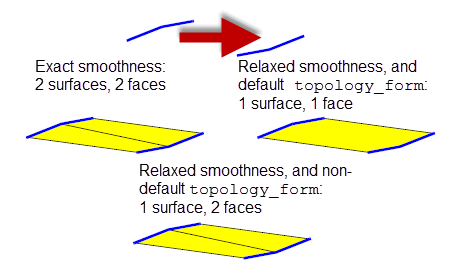 Exact smoothness:
2 surfaces, 2 faces
Relaxed smoothness, and
default topology_form:
1 surface, 1 face
Relaxed smoothness, and non-
default topology_form:
1 surface, 2 faces